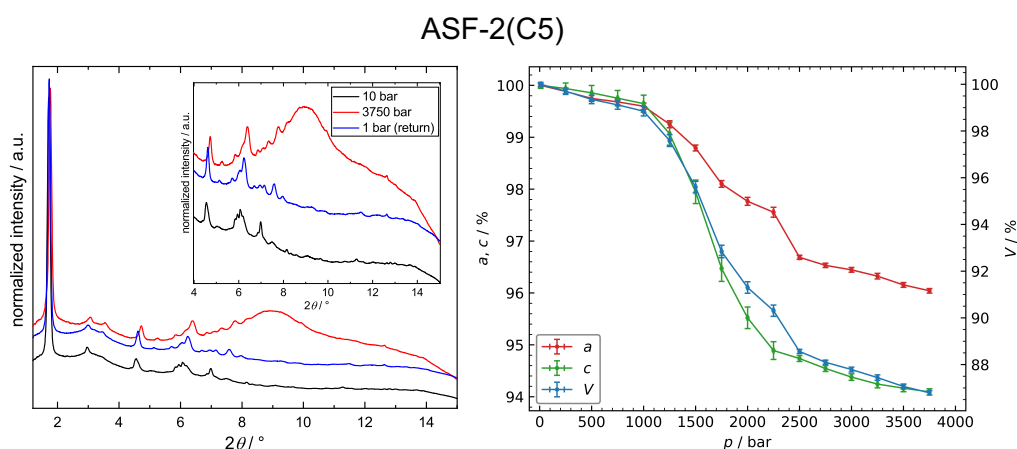 ASF-2(C5)
normalized intensity / a.u.
2θ / °
2 4 6 8 10 12 14
normalized intensity / a.u.
2θ / °
4 6 8 10 12 14
10 bar
3750 bar
1 bar (return)
a, c / %
100
99
98
97
96
95
94
V / %
100
98
96
94
92
90
88
a
c
V
0 500 1000 1500 2000 2500 3000 3500 4000
p / bar